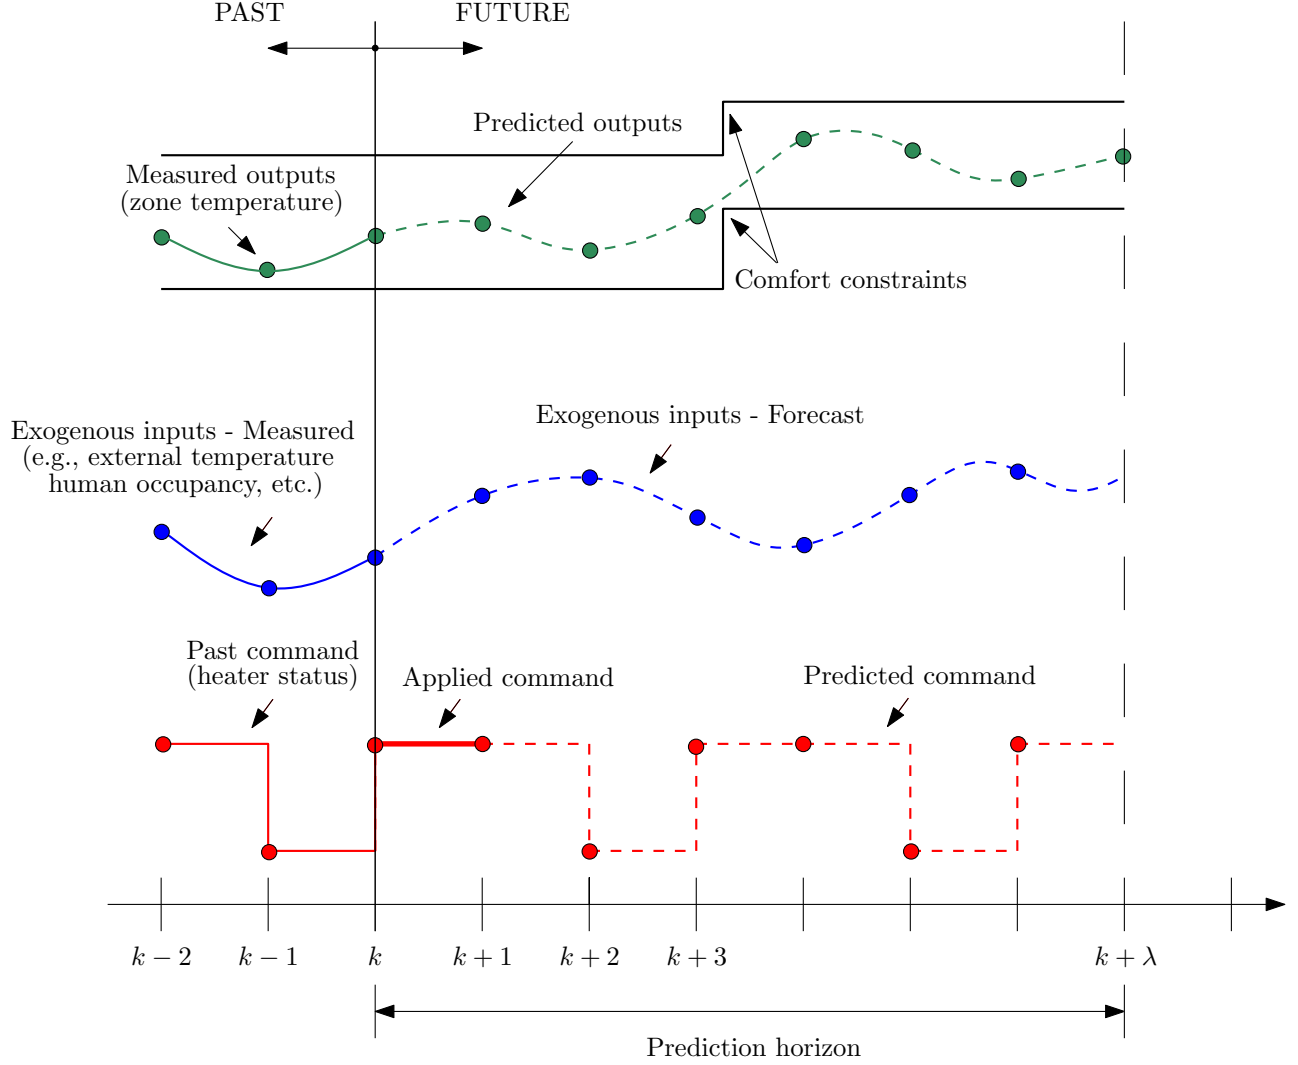 PAST
FUTURE
Predicted outputs
Measured outputs
(zone temperature)
Comfort constraints
Exogenous inputs - Forecast
Exogenous inputs - Measured
(e.g., external temperature
human occupancy, etc.)
Past command
(heater status)
Applied command
Predicted command
k − 2
k − 1
k
k + 1
k + 2
k + 3
k + λ
Prediction horizon